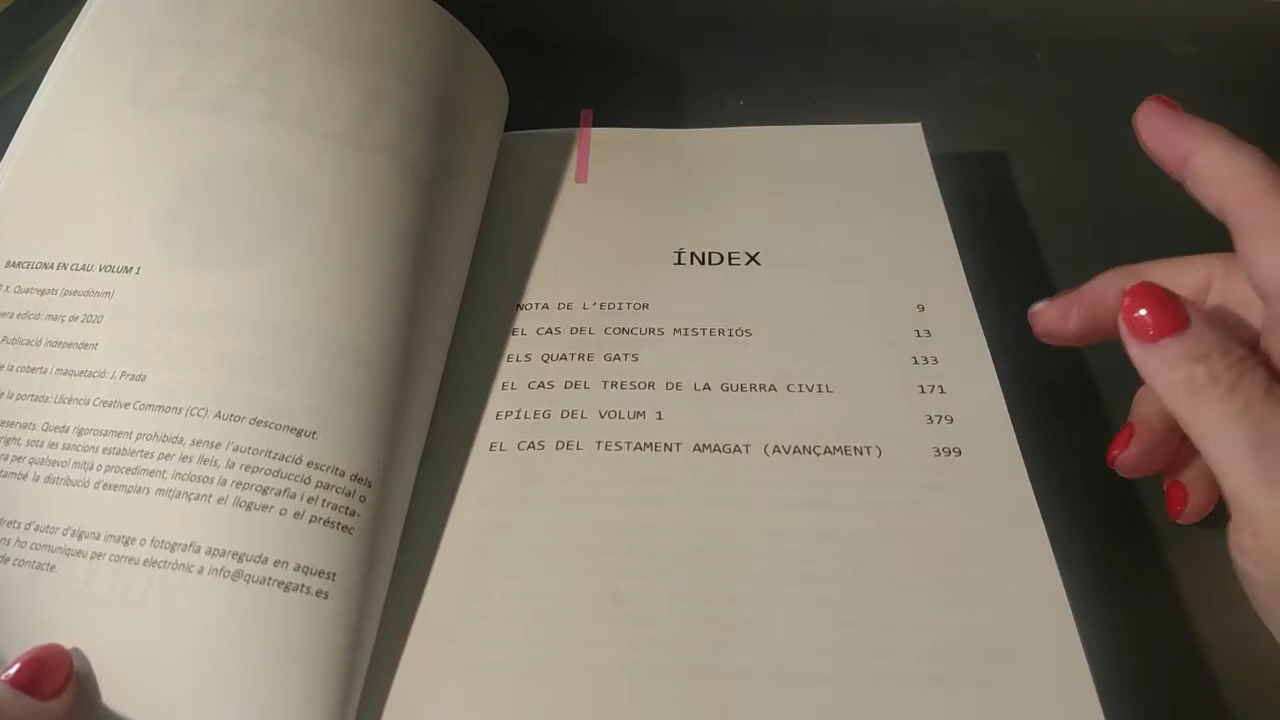 BARCELONA EN CLAU. VOLUM 1
X. Quatregats (pseudònim)
edició: març de 2020
Publicació independent
de la coberta i maquetació: J. Prada
de la portada: Llicència Creative Commons (CC). Autor desconegut.
Queda rigorosament prohibida, sense l'autorització escrita dels
sota les sancions establertes per les lleis, la reproducció parcial o
per qualsevol mitjà o procediment, inclosos la reprografia i el tracta-
també la distribució d'exemplars mitjançant el lloguer o el préstec
d'autor d'alguna imatge o fotografia apareguda en aquest
ho comuniqueu per correu electrònic a info@quatregats.es
de contacte.
ÍNDEX
NOTA DE L'EDITOR 9
EL CAS DEL CONCURS MISTERIÓS 13
ELS QUATRE GATS 133
EL CAS DEL TRESOR DE LA GUERRA CIVIL 171
EPÍLEG DEL VOLUM 1 379
EL CAS DEL TESTAMENT AMAGAT (AVANÇAMENT) 399